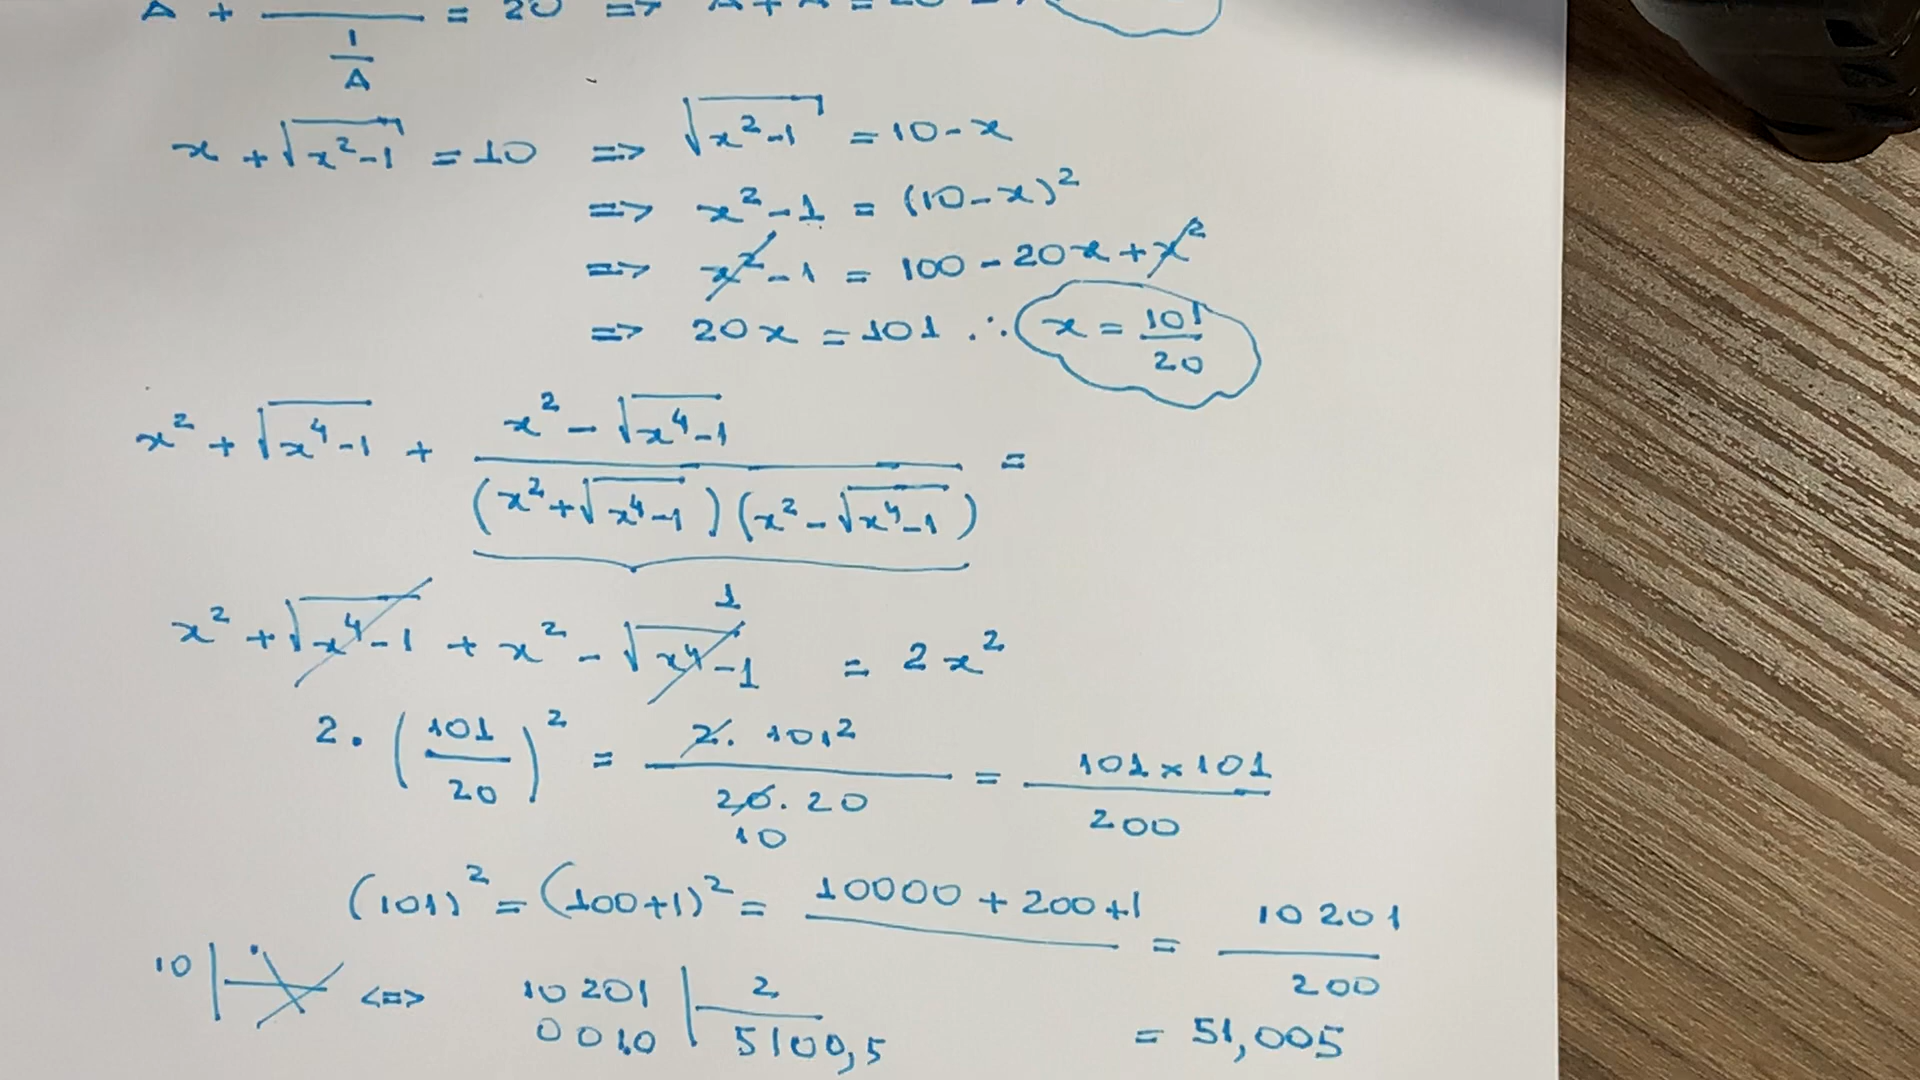 A + ―――― = 20 => A + A = 20 =>
1/A
x + √(x²-1) = 10 => √(x²-1) = 10 - x
=> x² - 1 = (10 - x)²
=> x² - 1 = 100 - 20x + x²
=> 20x = 101 ∴ x = 101/20
x² + √(x⁴-1) + (x² - √(x⁴-1)) / ((x² + √(x⁴-1)) (x² - √(x⁴-1))) =
1
x² + √(x⁴-1) + x² - √(x⁴-1) = 2x²
2. (101/20)² = 2. 101² / 20. 20 = 101 x 101 / 200
10
(101)² = (100+1)² = 10000 + 200 + 1 = 10201 / 200
10 <=> 10201 | 2
0010 5100,5 = 51,005